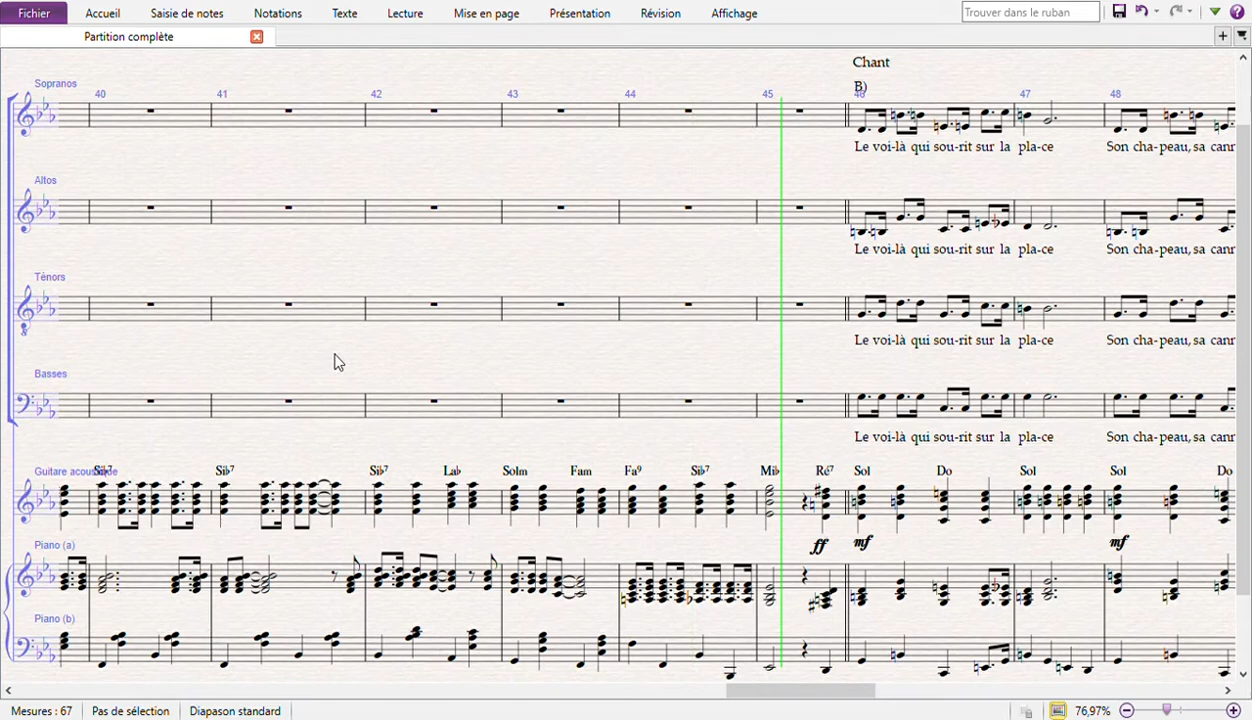 Fichier Accueil Saisie de notes Notations Texte Lecture Mise en page Présentation Révision Affichage Trouver dans le ruban
Partition complète
Chant
B)
Sopranos
40 41 42 43 44 45 46 47 48
Le voi-là qui sou-rit sur la pla-ce Son cha-peau, sa canr
Altos
Le voi-là qui sou-rit sur la pla-ce Son cha-peau, sa canr
Ténors
Le voi-là qui sou-rit sur la pla-ce Son cha-peau, sa canr
Basses
Le voi-là qui sou-rit sur la pla-ce Son cha-peau, sa canr
Guitare acoustique Sib7 Sib7 Sib7 Lab Solm Fam Fa9 Sib7 Mib Ré7 Sol Do Sol Sol Do
ff mf mf
Piano (a)
Piano (b)
Mesures : 67 Pas de sélection Diapason standard 76,97%